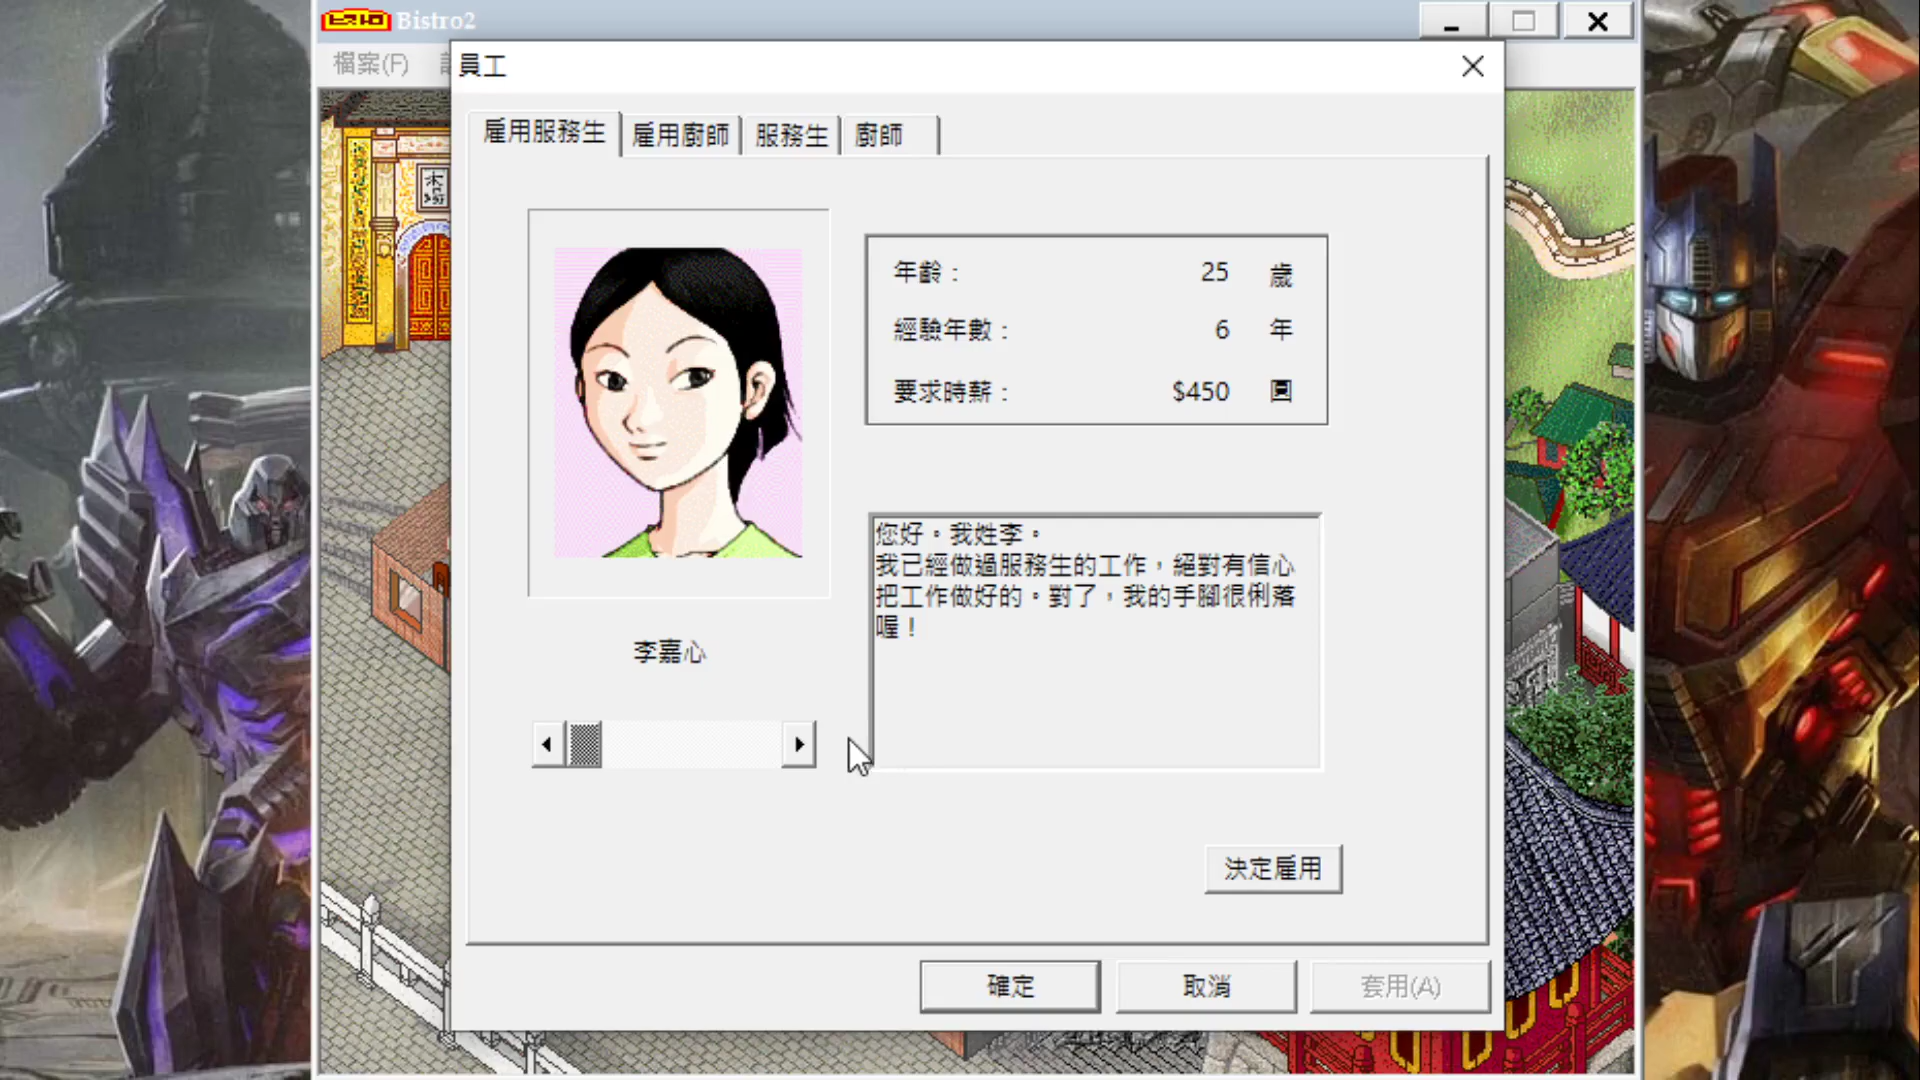 Bistro2
檔案(F)
員工
雇用服務生 雇用廚師 服務生 廚師
年齡： 25 歲
經驗年數： 6 年
要求時薪： $450 圓
您好。我姓李。
我已經做過服務生的工作，絕對有信心
把工作做好的。對了，我的手腳很俐落
喔！
李嘉心
決定雇用
確定 取消 套用(A)